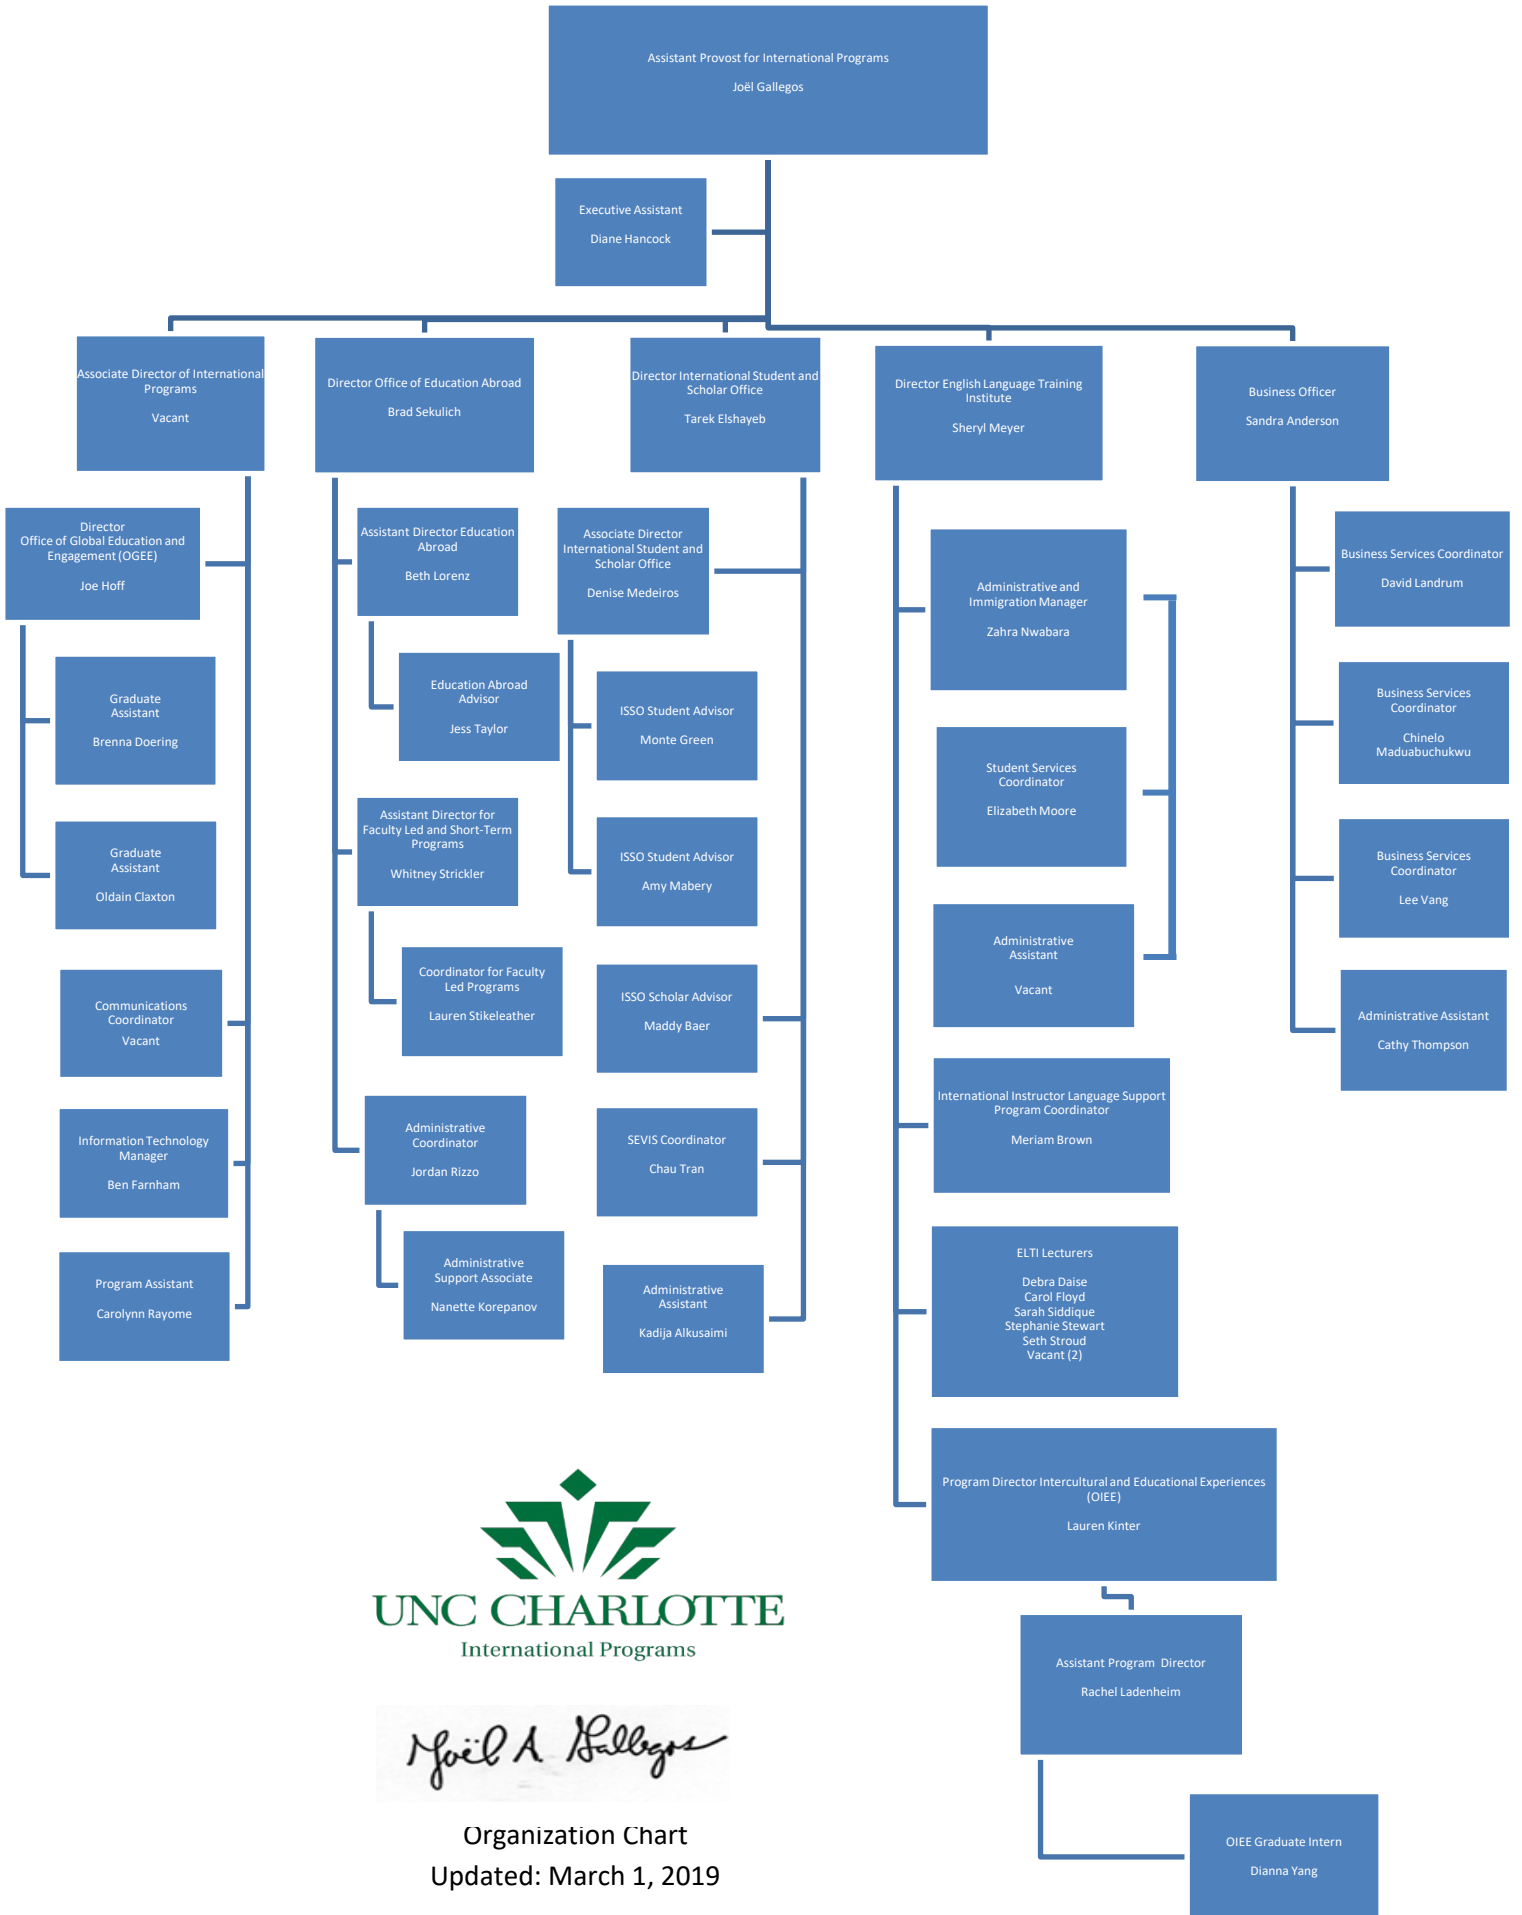 Assistant Provost for International Programs
Joël Gallegos
Executive Assistant
Diane Hancock
Associate Director of International
Programs
Vacant
Director
Office of Global Education and
Engagement (OGEE)
Joe Hoff
Graduate
Assistant
Brenna Doering
Graduate
Assistant
Oldain Claxton
Communications
Coordinator
Vacant
Information Technology
Manager
Ben Farnham
Program Assistant
Carolynn Rayome
Director Office of Education Abroad
Brad Sekulich
Assistant Director Education
Abroad
Beth Lorenz
Education Abroad
Advisor
Jess Taylor
Assistant Director for
Faculty Led and Short-Term
Programs
Whitney Strickler
Coordinator for Faculty
Led Programs
Lauren Stikeleather
Administrative
Coordinator
Jordan Rizzo
Administrative
Support Associate
Nanette Korepanov
Director International Student and
Scholar Office
Tarek Elshayeb
Associate Director
International Student and
Scholar Office
Denise Medeiros
ISSO Student Advisor
Monte Green
ISSO Student Advisor
Amy Mabery
ISSO Scholar Advisor
Maddy Baer
SEVIS Coordinator
Chau Tran
Administrative
Assistant
Kadija Alkusaimi
Director English Language Training
Institute
Sheryl Meyer
Administrative and
Immigration Manager
Zahra Nwabara
Student Services
Coordinator
Elizabeth Moore
Administrative
Assistant
Vacant
International Instructor Language Support
Program Coordinator
Meriam Brown
ELTI Lecturers
Debra Daise
Carol Floyd
Sarah Siddique
Stephanie Stewart
Seth Stroud
Vacant (2)
Program Director Intercultural and Educational Experiences
(OIEE)
Lauren Kinter
Assistant Program Director
Rachel Ladenheim
OIEE Graduate Intern
Dianna Yang
Business Officer
Sandra Anderson
Business Services Coordinator
David Landrum
Business Services
Coordinator
Chinelo
Maduabuchukwu
Business Services
Coordinator
Lee Vang
Administrative Assistant
Cathy Thompson
UNC CHARLOTTE
International Programs
Joël A. Gallegos
Organization Chart
Updated: March 1, 2019